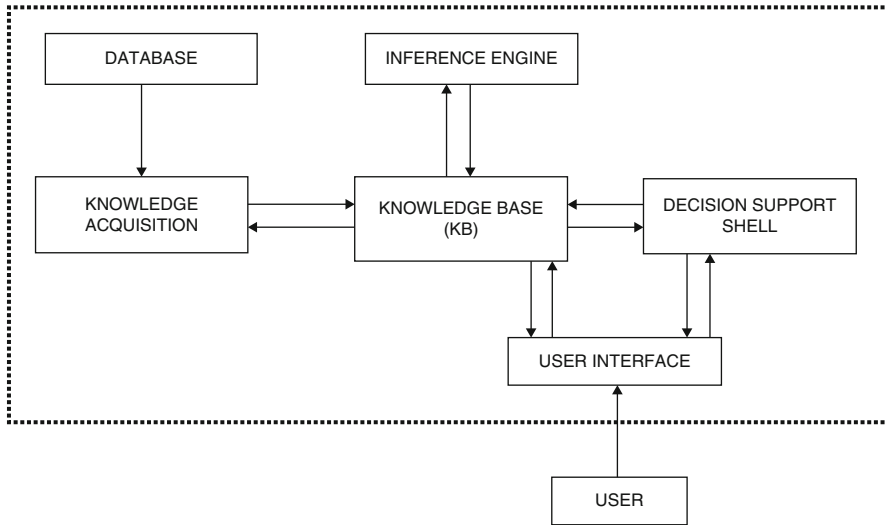 DATABASE
INFERENCE ENGINE
KNOWLEDGE
ACQUISITION
KNOWLEDGE BASE
(KB)
DECISION SUPPORT
SHELL
USER INTERFACE
USER